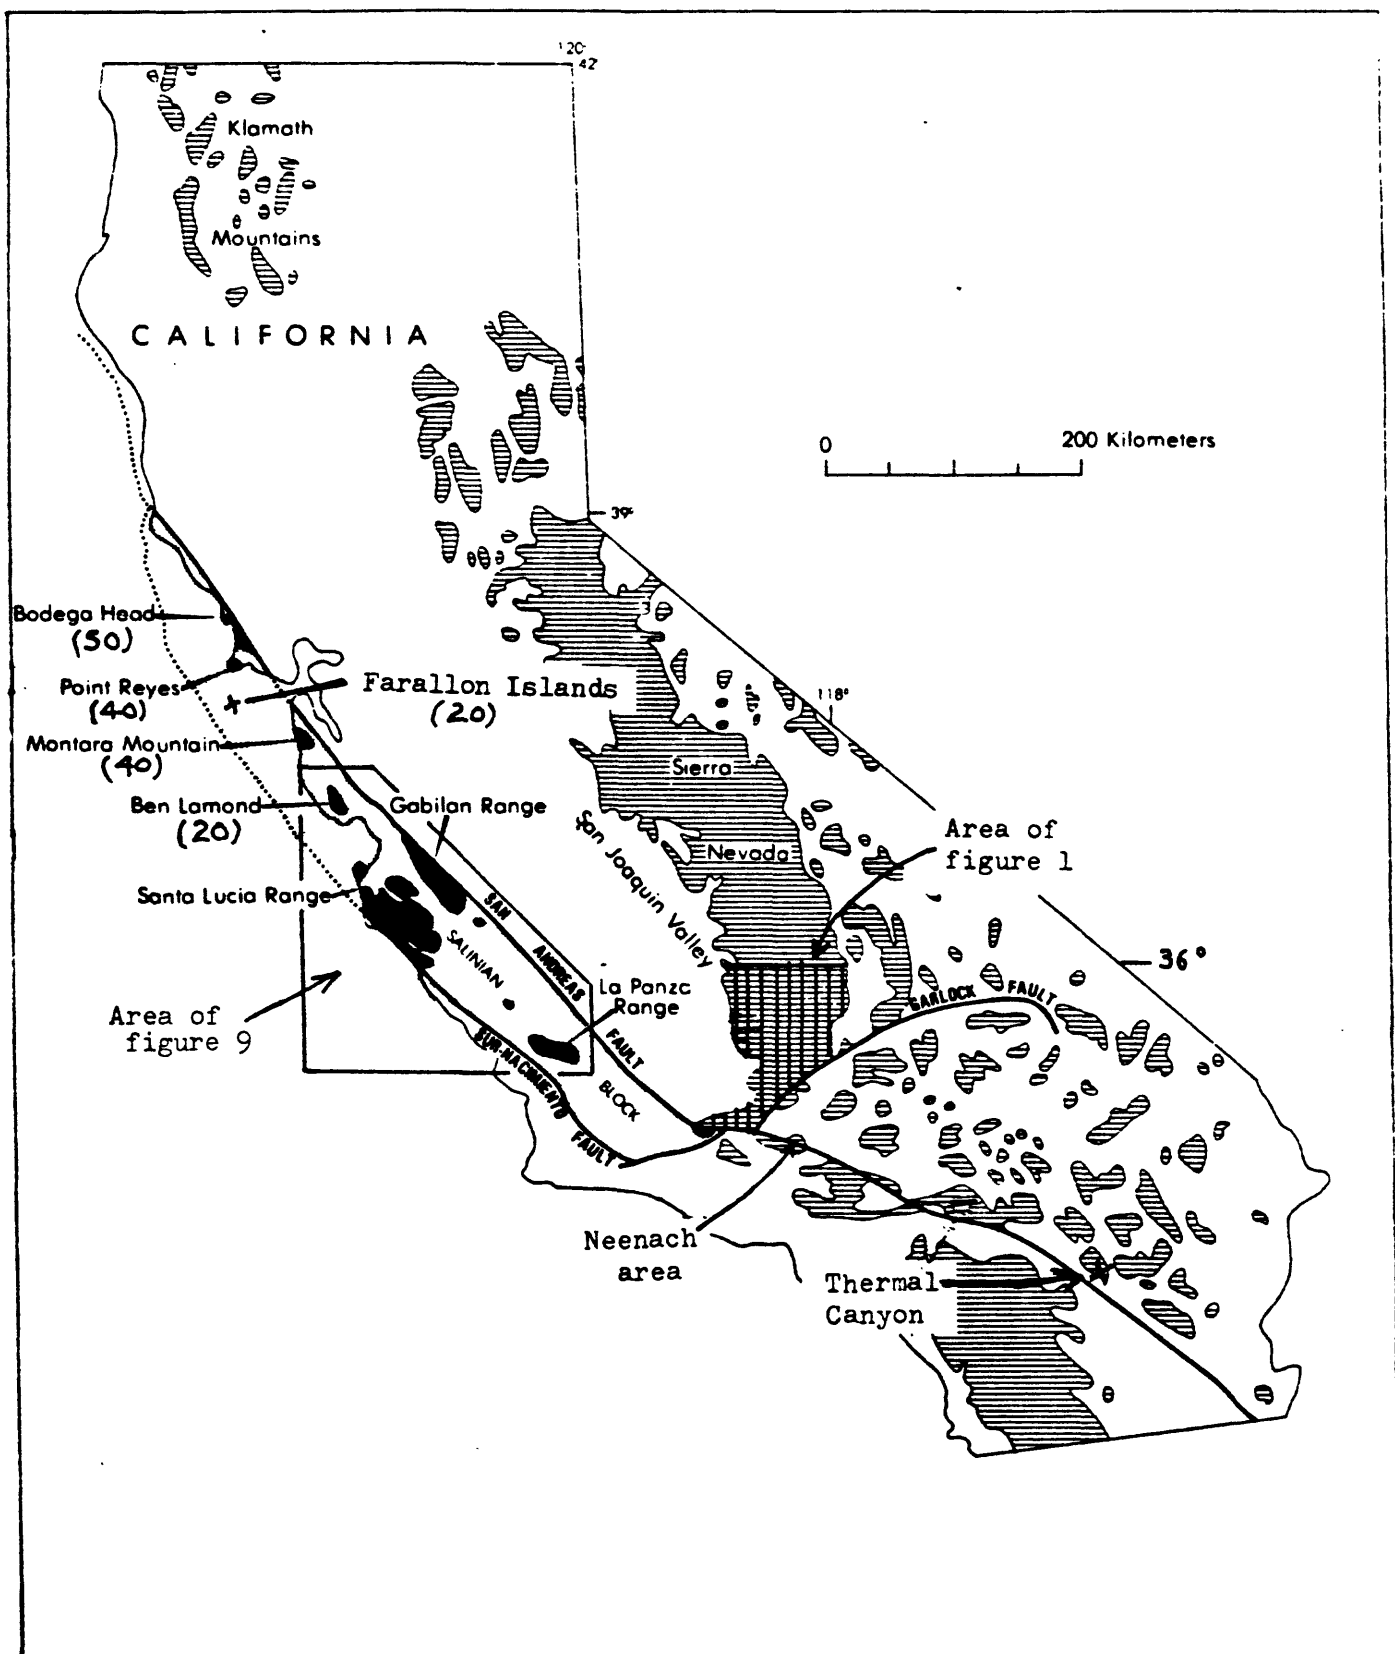 120°
42°
Klamath
Mountains
CALIFORNIA
0 200 Kilometers
39°
Bodega Head
(50)
Point Reyes
(40)
Farallon Islands
(20)
Montara Mountain
(40)
118°
Sierra
Ben Lamond
(20)
Gabilan Range
San Joaquin Valley
Nevada
Area of
figure 1
Santa Lucia Range
SAN ANDREAS FAULT
SALINIAN BLOCK
36°
La Panza
Range
GARLOCK FAULT
Area of
figure 9
SUR-NACIMIENTO FAULT
Neenach
area
Thermal
Canyon